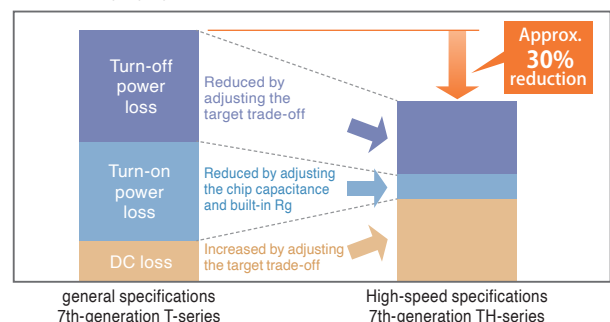 Approx.
30%
reduction
Turn-off
power
loss
Reduced by
adjusting the
target trade-off
Turn-on
power
loss
Reduced by adjusting
the chip capacitance
and built-in Rg
DC loss
Increased by adjusting
the target trade-off
general specifications
7th-generation T-series
High-speed specifications
7th-generation TH-series